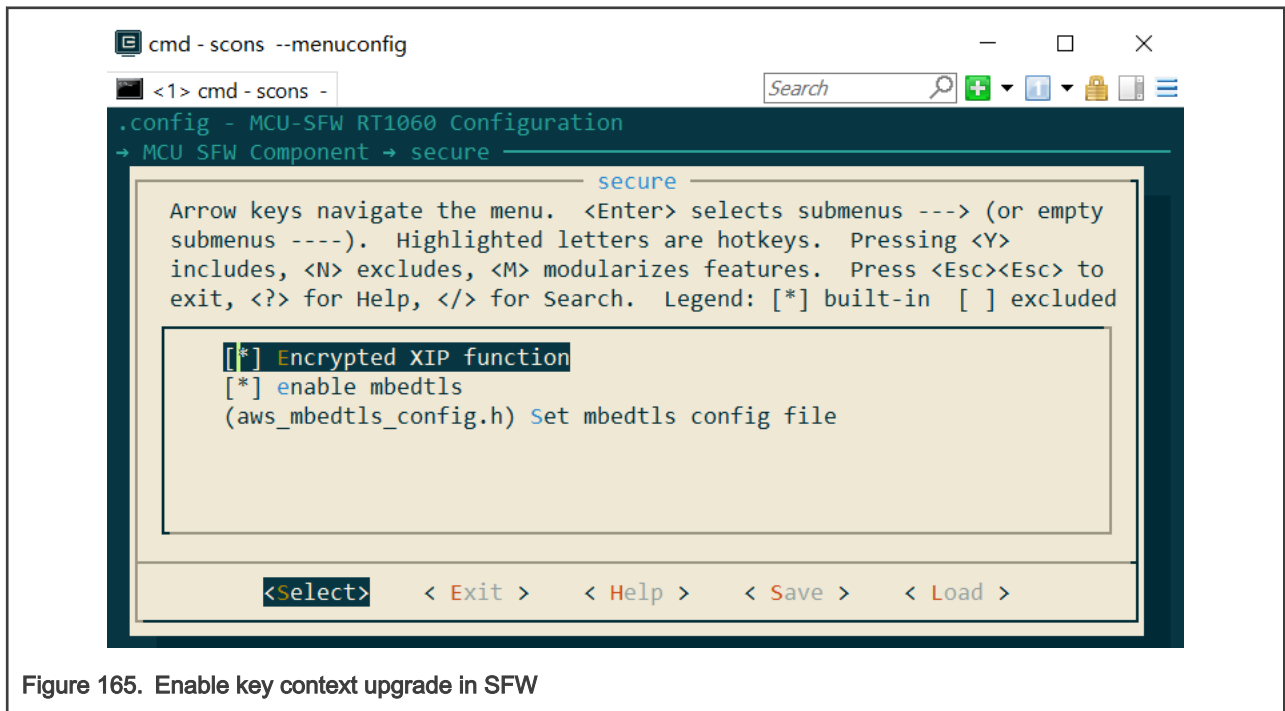 cmd - scons --menuconfig
<1> cmd - scons -
Search
.config - MCU-SFW RT1060 Configuration
→ MCU SFW Component → secure
secure
Arrow keys navigate the menu. <Enter> selects submenus ---> (or empty
submenus ----). Highlighted letters are hotkeys. Pressing <Y>
includes, <N> excludes, <M> modularizes features. Press <Esc><Esc> to
exit, <?> for Help, </> for Search. Legend: [*] built-in [ ] excluded
[*] Encrypted XIP function
[*] enable mbedtls
(aws_mbedtls_config.h) Set mbedtls config file
<Select> < Exit > < Help > < Save > < Load >
Figure 165. Enable key context upgrade in SFW